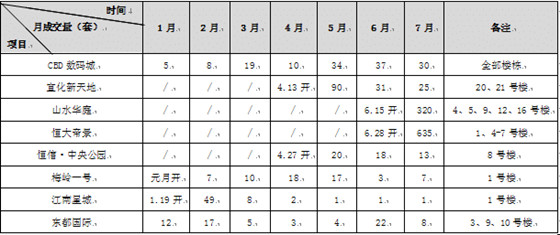 时间
月成交量（套）
项目
1 月 2 月 3 月 4 月 5 月 6 月 7 月 备注
CBD 数码城 5 8 19 10 34 37 30 全部楼栋
宜化新天地 / / / 4.13 开 90 31 25 20、21 号楼
山水华庭 / / / / / 6.15 开 320 4、5、9、12、16 号楼
恒大帝景 / / / / / 6.28 开 635 1、4-7 号楼
恒信·中央公园 / / / 4.27 开 20 18 13 8 号楼
梅岭一号 元月开 7 10 18 17 3 7 1 号楼
江南星城 1.19 开 49 8 2 1 1 1 1 号楼
东都国际 12 17 5 3 4 22 8 3、9、10 号楼